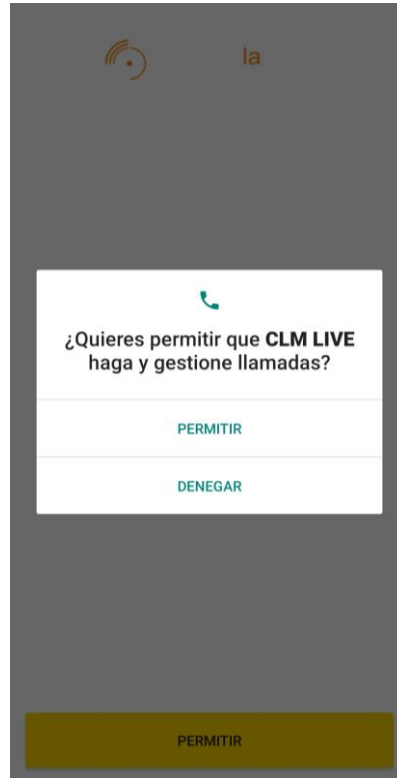 la
¿Quieres permitir que CLM LIVE
haga y gestione llamadas?
PERMITIR
DENEGAR
PERMITIR